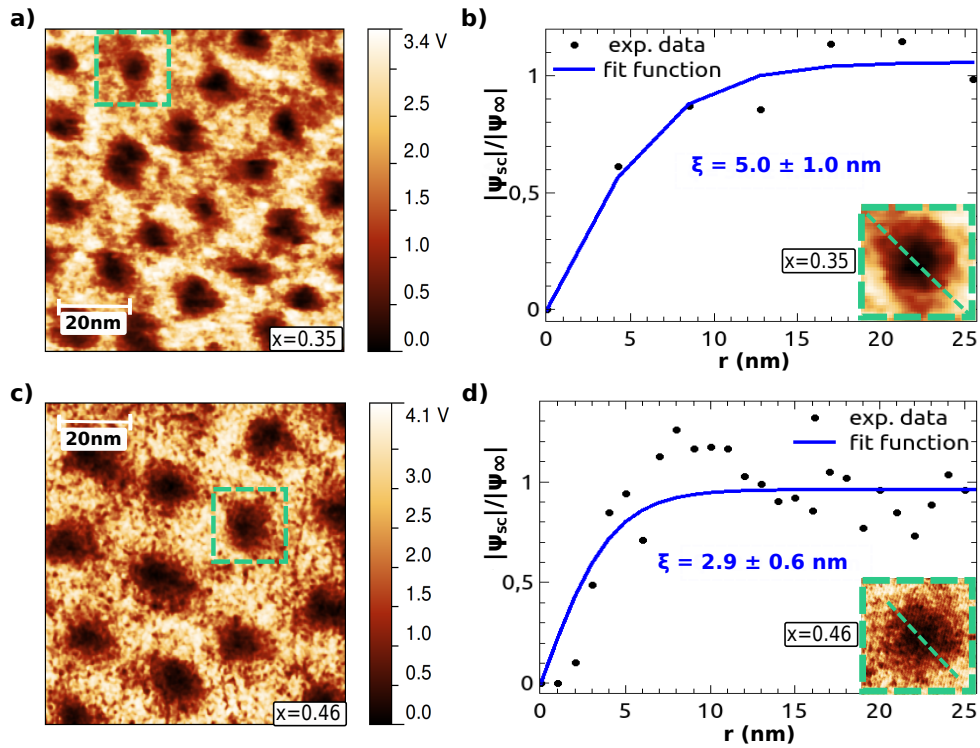 a)
3.4 V
2.5
2.0
1.5
1.0
0.5
0.0
20nm
x=0.35
b)
|Ψsc|/|Ψ∞|
1
0,5
0
exp. data
fit function
ξ = 5.0 ± 1.0 nm
x=0.35
0
5
10
15
20
25
r (nm)
c)
20nm
4.1 V
3.0
2.5
2.0
1.5
1.0
0.5
0.0
x=0.46
d)
|Ψsc|/|Ψ∞|
1
0,5
0
exp. data
fit function
ξ = 2.9 ± 0.6 nm
x=0.46
0
5
10
15
20
25
r (nm)